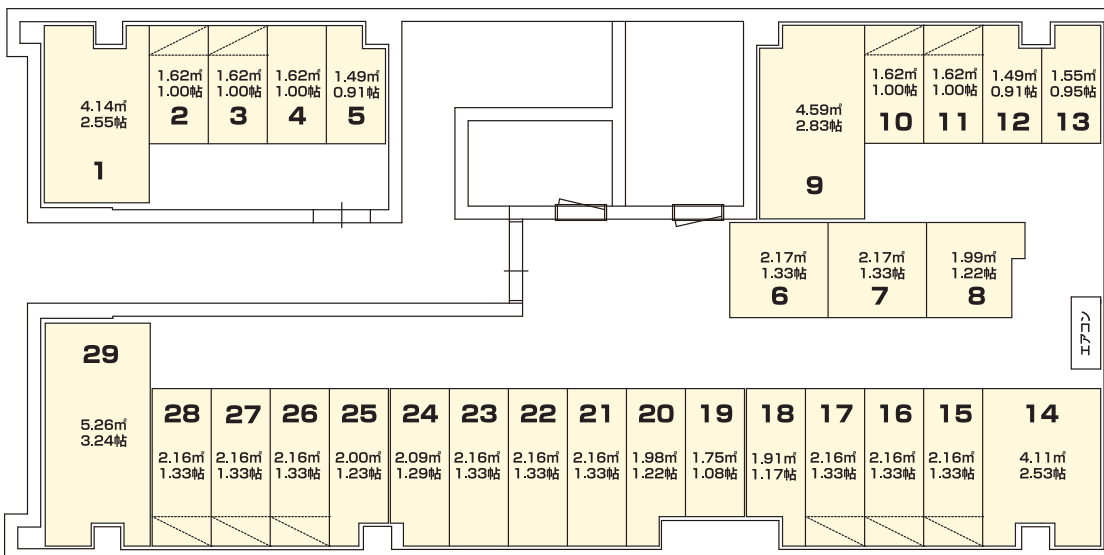 4.14㎡
2.55帖
1
1.62㎡
1.00帖
2
1.62㎡
1.00帖
3
1.62㎡
1.00帖
4
1.49㎡
0.91帖
5
4.59㎡
2.83帖
9
1.62㎡
1.00帖
10
1.62㎡
1.00帖
11
1.49㎡
0.91帖
12
1.55㎡
0.95帖
13
2.17㎡
1.33帖
6
2.17㎡
1.33帖
7
1.99㎡
1.22帖
8
エアコン
29
5.26㎡
3.24帖
28
2.16㎡
1.33帖
27
2.16㎡
1.33帖
26
2.16㎡
1.33帖
25
2.00㎡
1.23帖
24
2.09㎡
1.29帖
23
2.16㎡
1.33帖
22
2.16㎡
1.33帖
21
2.16㎡
1.33帖
20
1.98㎡
1.22帖
19
1.75㎡
1.08帖
18
1.91㎡
1.17帖
17
2.16㎡
1.33帖
16
2.16㎡
1.33帖
15
2.16㎡
1.33帖
14
4.11㎡
2.53帖